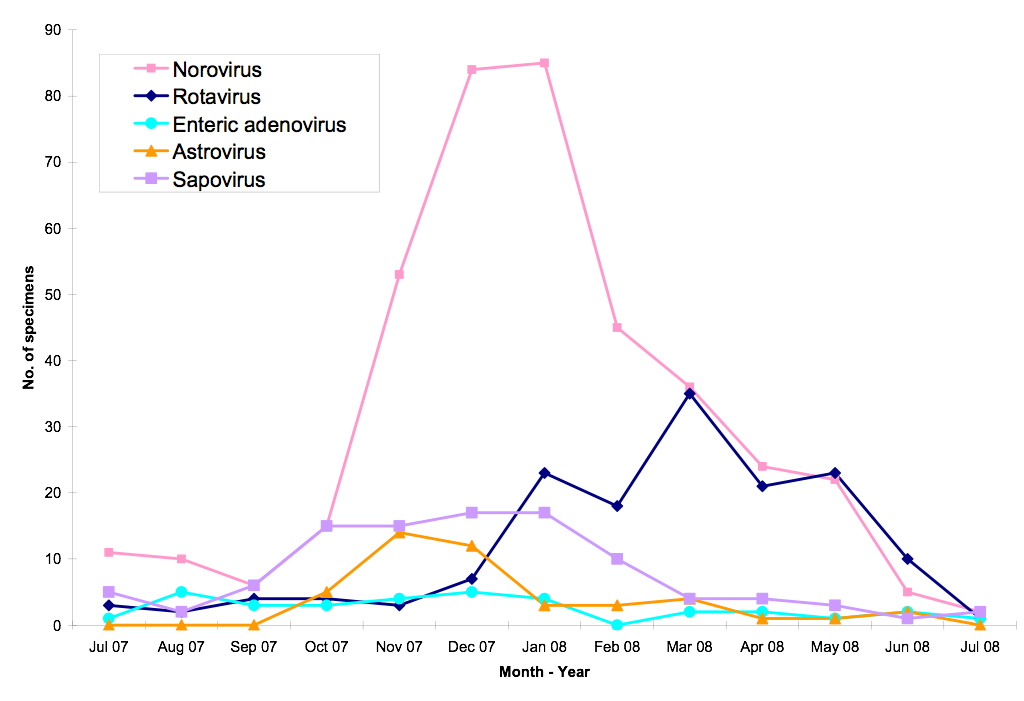 90
80
70
60
50
40
30
20
10
0
No. of specimens
Norovirus
Rotavirus
Enteric adenovirus
Astrovirus
Sapovirus
Jul 07 Aug 07 Sep 07 Oct 07 Nov 07 Dec 07 Jan 08 Feb 08 Mar 08 Apr 08 May 08 Jun 08 Jul 08
Month - Year